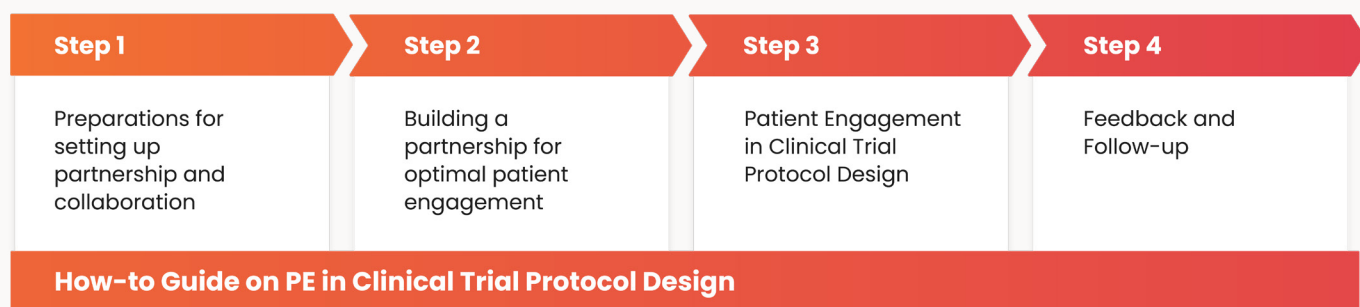 Step 1
Preparations for
setting up
partnership and
collaboration
Step 2
Building a
partnership for
optimal patient
engagement
Step 3
Patient Engagement
in Clinical Trial
Protocol Design
Step 4
Feedback and
Follow-up
How-to Guide on PE in Clinical Trial Protocol Design